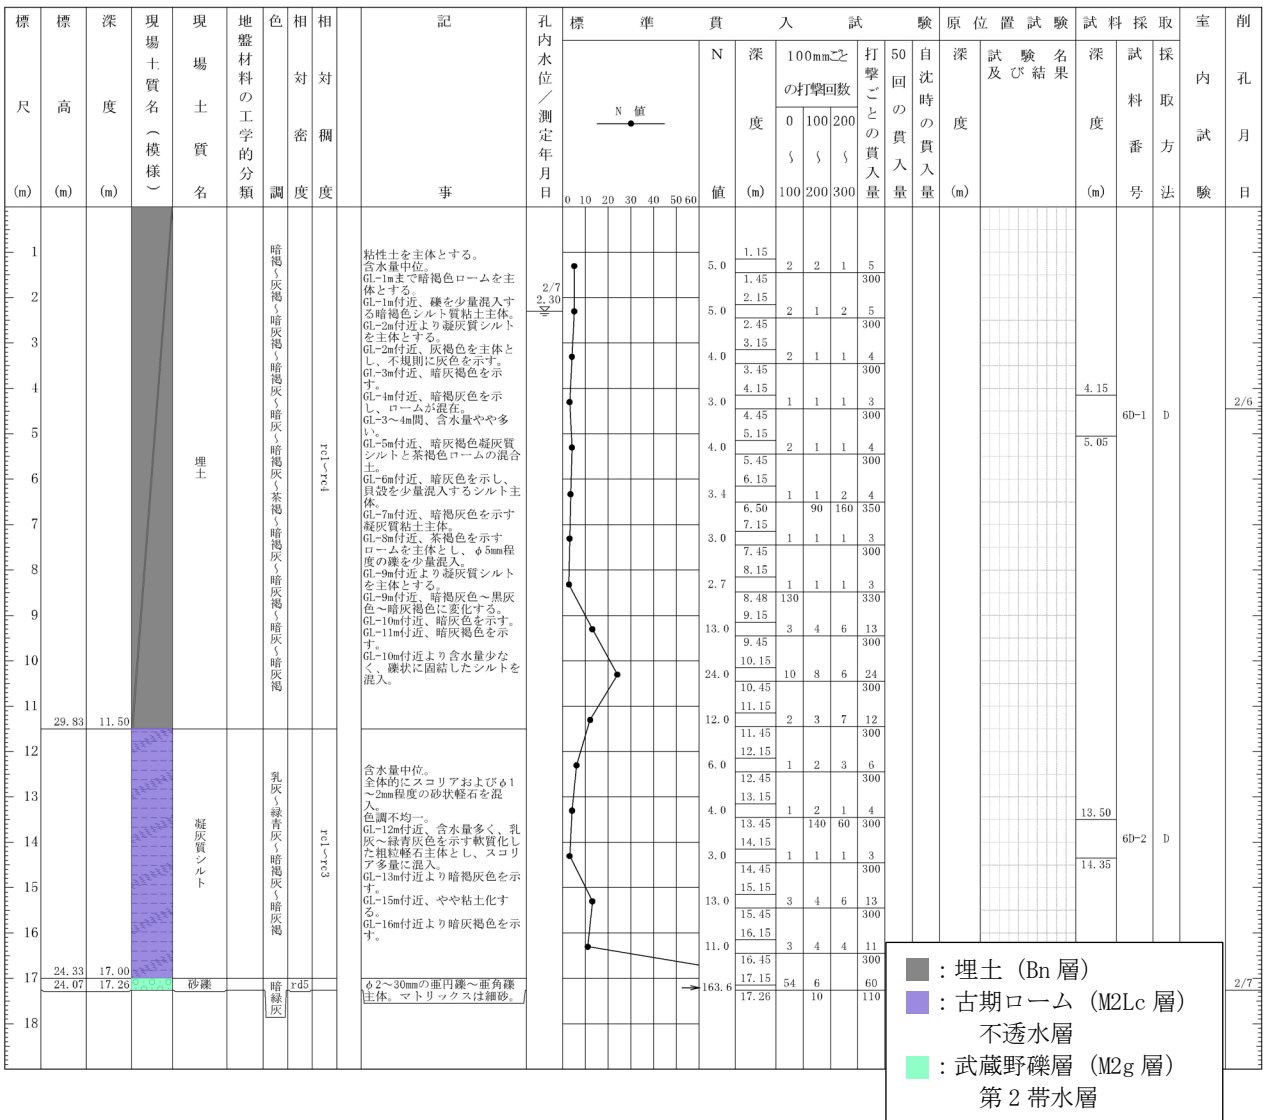 標尺(m)
標高(m)
深度(m)
現場土質名(模様)
現場土質名
地盤材料の工学的分類
色調
相対密度
相対稠度
記事
孔内水位/測定年月日
標準貫入試験
N 値
0 10 20 30 40 50 60
N値
深度(m)
100mmごとの打撃回数
0~100
100~200
200~300
打撃ごとの貫入量
50回の貫入量
自沈時の貫入量
原位置試験
深度(m)
試験名及び結果
試料採取
深度(m)
試料番号
採取方法
室内試験
削孔月日
1
2
3
4
5
6
7
8
9
10
11
12
13
14
15
16
17
18
29.83 11.50
24.33 17.00
24.07 17.26
埋土
凝灰質シルト
砂礫
暗褐~灰褐~暗灰褐~暗褐灰~暗灰~暗褐灰~茶褐~暗褐灰~暗灰褐~暗灰~暗灰褐
乳灰~緑青灰~暗褐灰~暗灰褐
暗緑灰
rd5
rc1~rc4
rc1~rc3
粘性土を主体とする。
含水量中位。
GL-1mまで暗褐色ロームを主
体とする。
GL-1m付近、礫を少量混入す
る暗褐色シルト質粘土主体。
GL-2m付近より凝灰質シルト
を主体とする。
GL-2m付近、灰褐色を主体と
し、不規則に灰色を示す。
GL-3m付近、暗灰褐色を示
す。
GL-4m付近、暗褐灰色を示
し、ロームが混在。
GL-3~4m間、含水量やや多
い。
GL-5m付近、暗灰褐色凝灰質
シルトと茶褐色ロームの混合
土。
GL-6m付近、暗灰色を示し、
貝殻を少量混入するシルト主
体。
GL-7m付近、暗褐灰色を示す
凝灰質粘土主体。
GL-8m付近、茶褐色を示す
ロームを主体とし、φ5mm程
度の礫を少量混入。
GL-9m付近より凝灰質シルト
を主体とする。
GL-9m付近、暗褐灰色~黒灰
色~暗灰褐色に変化する。
GL-10m付近、暗灰色を示す。
GL-11m付近、暗灰褐色を示
す。
GL-10m付近より含水量少な
く、礫状に固結したシルトを
混入。
含水量中位。
全体的にスコリアおよびφ1
~2mm程度の砂状軽石を混
入。
色調不均一。
GL-12m付近、含水量多く、乳
灰~緑青灰色を示す軟質化し
た粗粒軽石主体とし、スコリ
ア多量に混入。
GL-13m付近より暗褐灰色を示
す。
GL-15m付近、やや粘土化す
る。
GL-16m付近より暗灰褐色を示
す。
φ2~30mmの亜円礫~亜角礫
主体。マトリックスは細砂。
2/7
2.30
5.0 1.15 2 2 1 5
1.45 300
5.0 2.15 2 1 2 5
2.45 300
4.0 3.15 2 1 1 4
3.45 300
3.0 4.15 1 1 1 3
4.45 300
4.0 5.15 2 1 1 4
5.45 300
3.4 6.15 1 1 2 4
6.50 90 160 350
3.0 7.15 1 1 1 3
7.45 300
2.7 8.15 1 1 1 3
8.48 130 330
13.0 9.15 3 4 6 13
9.45 300
24.0 10.15 10 8 6 24
10.45 300
12.0 11.15 2 3 7 12
11.45 300
6.0 12.15 1 2 3 6
12.45 300
4.0 13.15 1 2 1 4
13.45 140 60 300
3.0 14.15 1 1 1 3
14.45 300
13.0 15.15 3 4 6 13
15.45 300
11.0 16.15 3 4 4 11
16.45 300
163.6 17.15 54 6 60
17.26 10 110
4.15
6D-1 D
5.05
13.50
6D-2 D
14.35
2/6
2/7
:埋土(Bn 層)
:古期ローム(M2Lc 層)
不透水層
:武蔵野礫層(M2g 層)
第2帯水層